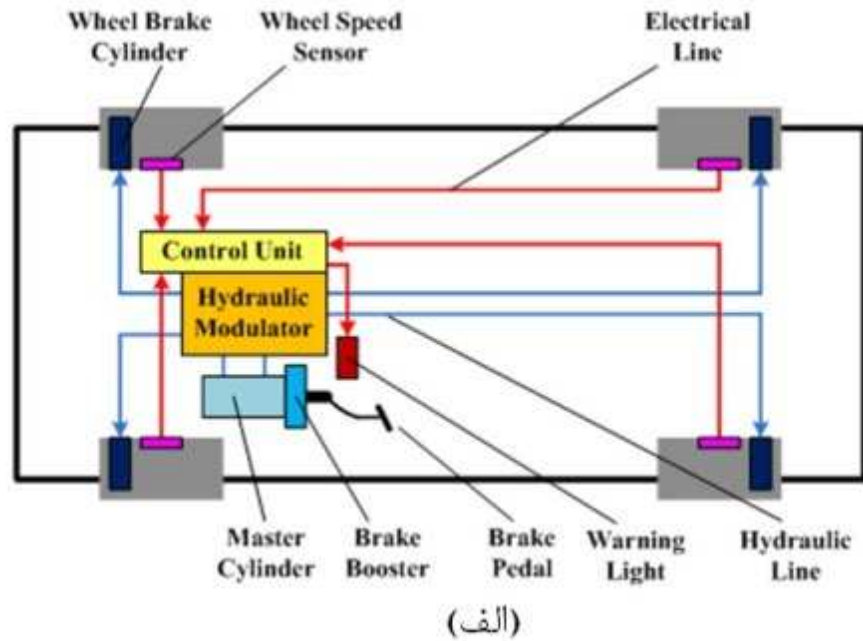 Wheel Brake
Cylinder
Wheel Speed
Sensor
Electrical
Line
Control Unit
Hydraulic
Modulator
Master
Cylinder
Brake
Booster
Brake
Pedal
Warning
Light
Hydraulic
Line
(الف)